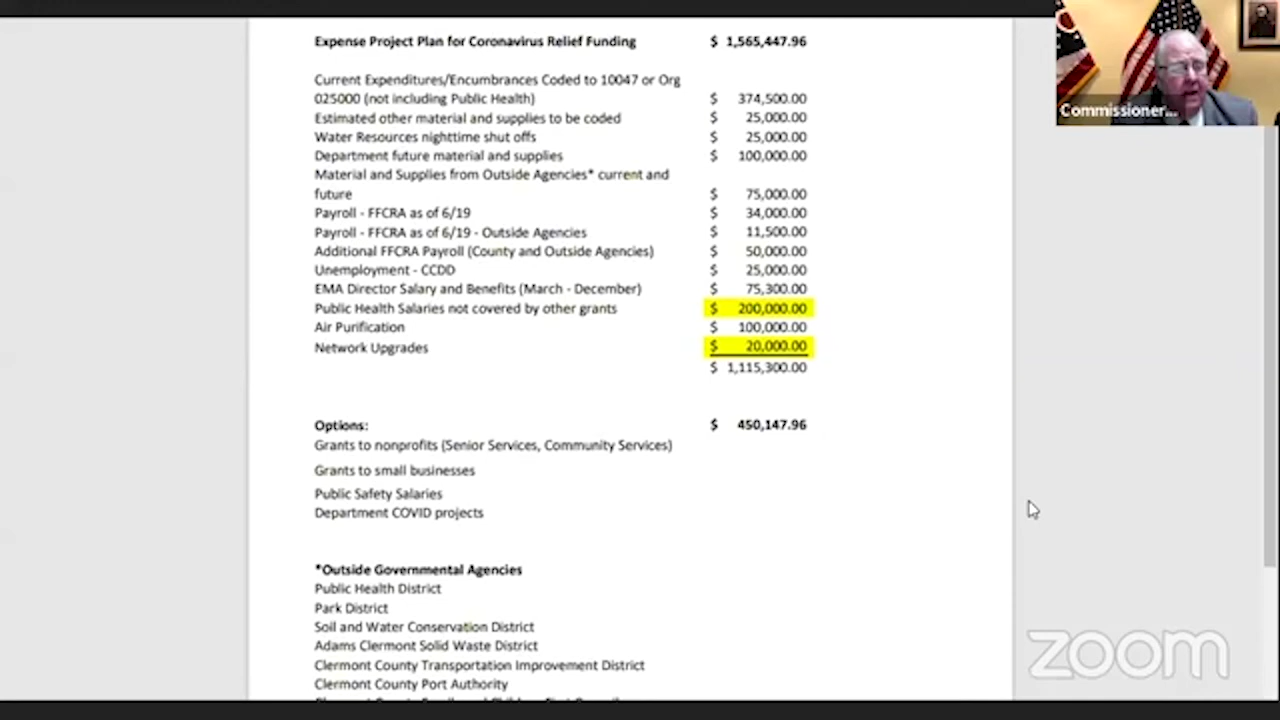 Expense Project Plan for Coronavirus Relief Funding $ 1,565,447.96
Current Expenditures/Encumbrances Coded to 10047 or Org
025000 (not including Public Health) $ 374,500.00
Estimated other material and supplies to be coded $ 25,000.00
Water Resources nighttime shut offs $ 25,000.00
Department future material and supplies $ 100,000.00
Material and Supplies from Outside Agencies* current and
future $ 75,000.00
Payroll - FFCRA as of 6/19 $ 34,000.00
Payroll - FFCRA as of 6/19 - Outside Agencies $ 11,500.00
Additional FFCRA Payroll (County and Outside Agencies) $ 50,000.00
Unemployment - CCDD $ 25,000.00
EMA Director Salary and Benefits (March - December) $ 75,300.00
Public Health Salaries not covered by other grants $ 200,000.00
Air Purification $ 100,000.00
Network Upgrades $ 20,000.00
$ 1,115,300.00
Options: $ 450,147.96
Grants to nonprofits (Senior Services, Community Services)
Grants to small businesses
Public Safety Salaries
Department COVID projects
*Outside Governmental Agencies
Public Health District
Park District
Soil and Water Conservation District
Adams Clermont Solid Waste District
Clermont County Transportation Improvement District
Clermont County Port Authority
Commissioner...
zoom